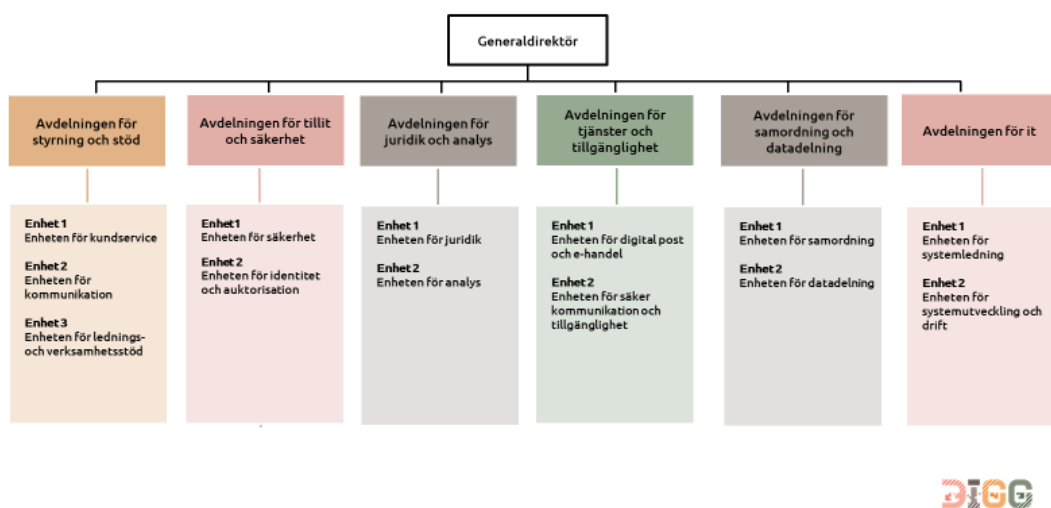 Generaldirektör
Avdelningen för
styrning och stöd
Enhet 1
Enheten för kundservice
Enhet 2
Enheten för
kommunikation
Enhet 3
Enheten för lednings-
och verksamhetsstöd
Avdelningen för tillit
och säkerhet
Enhet1
Enheten för säkerhet
Enhet 2
Enheten för identitet
och auktorisation
Avdelningen för
juridik och analys
Enhet 1
Enheten för juridik
Enhet 2
Enheten för analys
Avdelningen för
tjänster och
tillgänglighet
Enhet 1
Enheten för digital post
och e-handel
Enhet 2
Enheten för säker
kommunikation och
tillgänglighet
Avdelningen för
samordning och
datadelning
Enhet 1
Enheten för samordning
Enhet 2
Enheten för datadelning
Avdelningen för it
Enhet 1
Enheten för
systemledning
Enhet 2
Enheten för
systemutveckling och
drift
DIGG